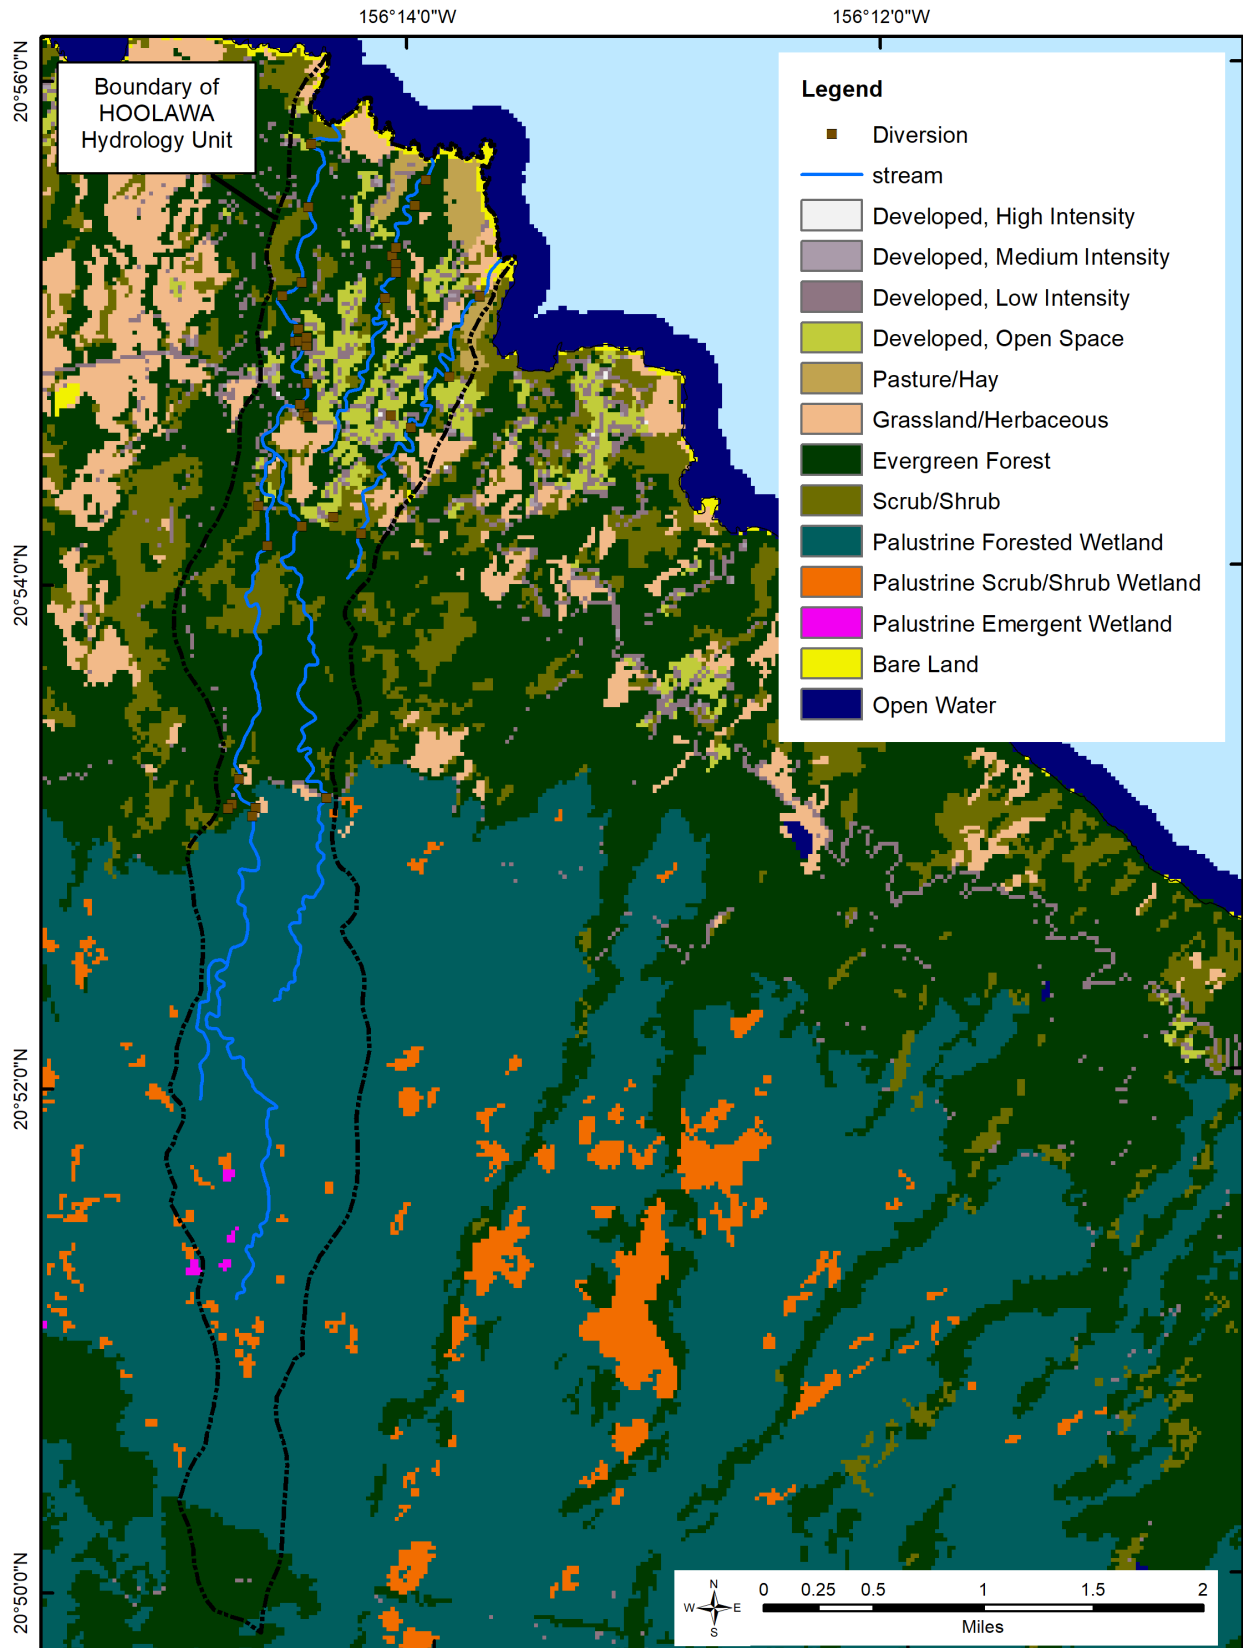 156°14'0"W
156°12'0"W
20°56'0"N
20°54'0"N
20°52'0"N
20°50'0"N
Boundary of
HOOLAWA
Hydrology Unit
Legend
Diversion
stream
Developed, High Intensity
Developed, Medium Intensity
Developed, Low Intensity
Developed, Open Space
Pasture/Hay
Grassland/Herbaceous
Evergreen Forest
Scrub/Shrub
Palustrine Forested Wetland
Palustrine Scrub/Shrub Wetland
Palustrine Emergent Wetland
Bare Land
Open Water
N
W E
S
0 0.25 0.5 1 1.5 2
Miles